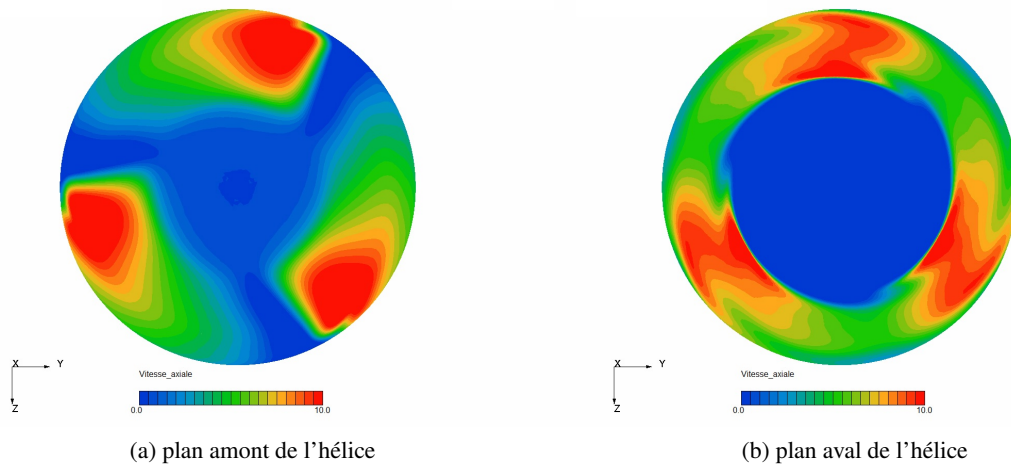 X Y
Z
Vitesse_axiale
0.0 10.0
(a) plan amont de l'hélice
X Y
Z
Vitesse_axiale
0.0 10.0
(b) plan aval de l'hélice